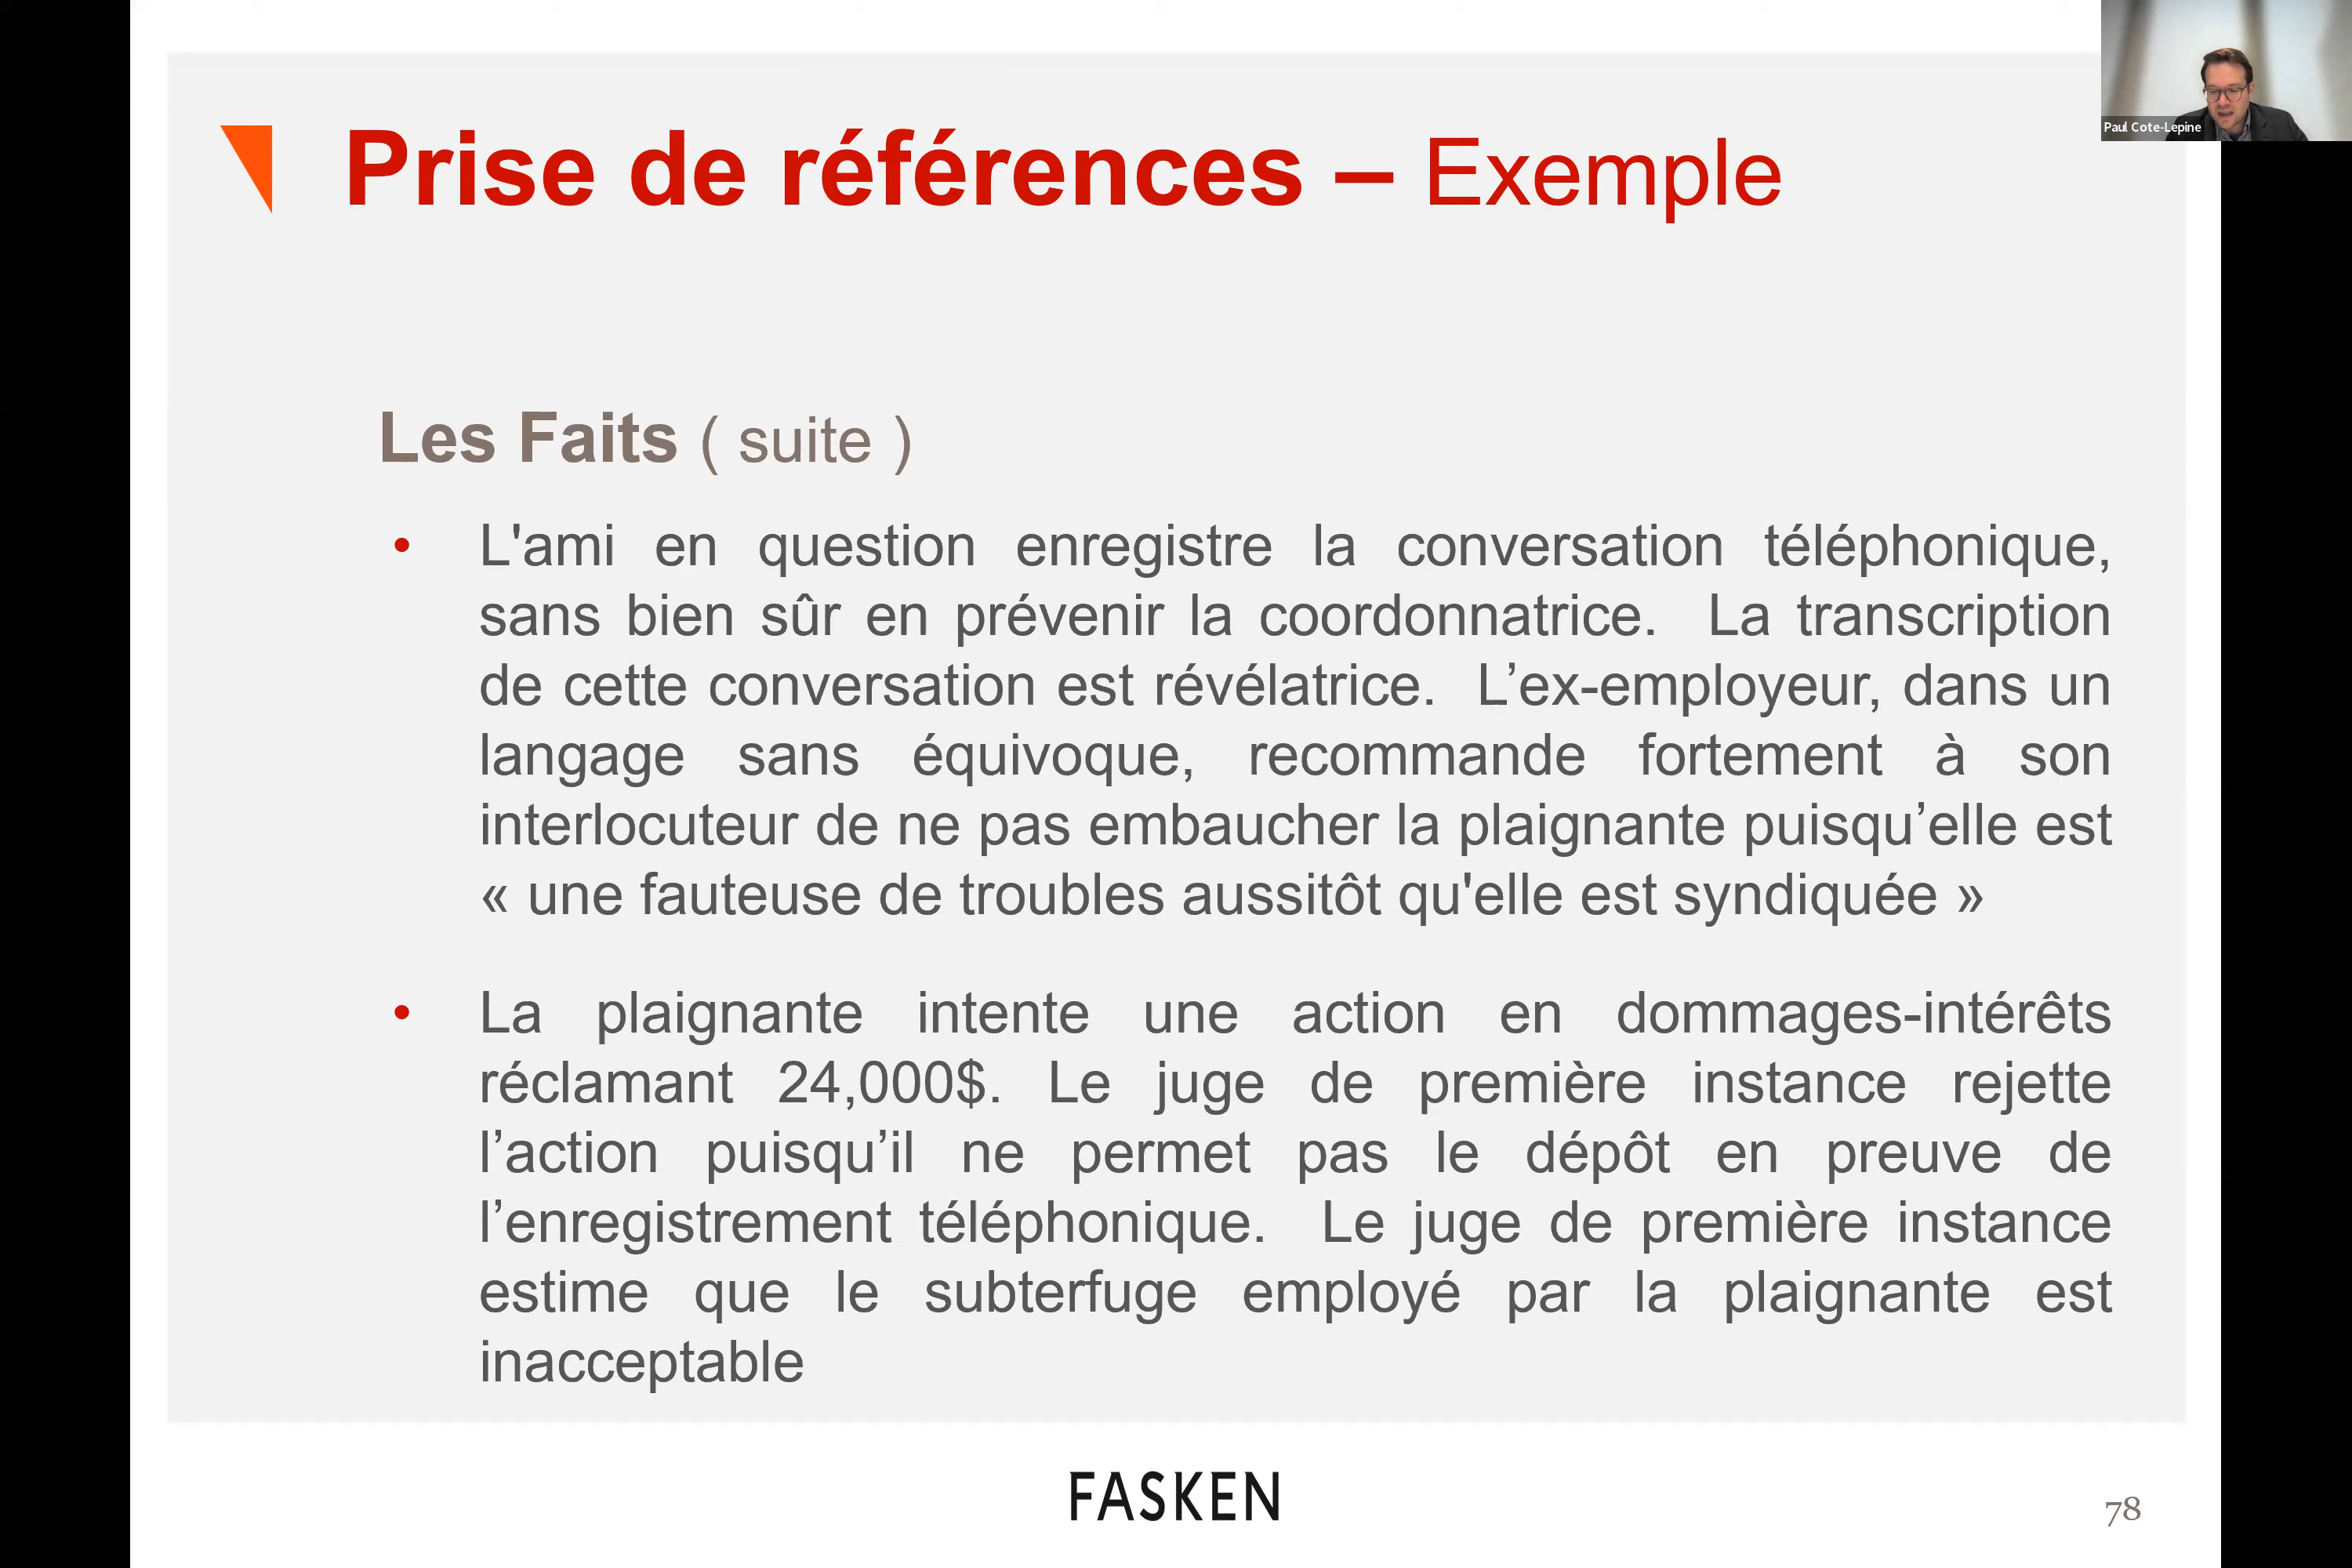 Paul Cote-Lepine
Prise de références – Exemple
Les Faits ( suite )
• L'ami en question enregistre la conversation téléphonique,
sans bien sûr en prévenir la coordonnatrice. La transcription
de cette conversation est révélatrice. L’ex-employeur, dans un
langage sans équivoque, recommande fortement à son
interlocuteur de ne pas embaucher la plaignante puisqu’elle est
« une fauteuse de troubles aussitôt qu'elle est syndiquée »
• La plaignante intente une action en dommages-intérêts
réclamant 24,000$. Le juge de première instance rejette
l’action puisqu’il ne permet pas le dépôt en preuve de
l’enregistrement téléphonique. Le juge de première instance
estime que le subterfuge employé par la plaignante est
inacceptable
FASKEN
78